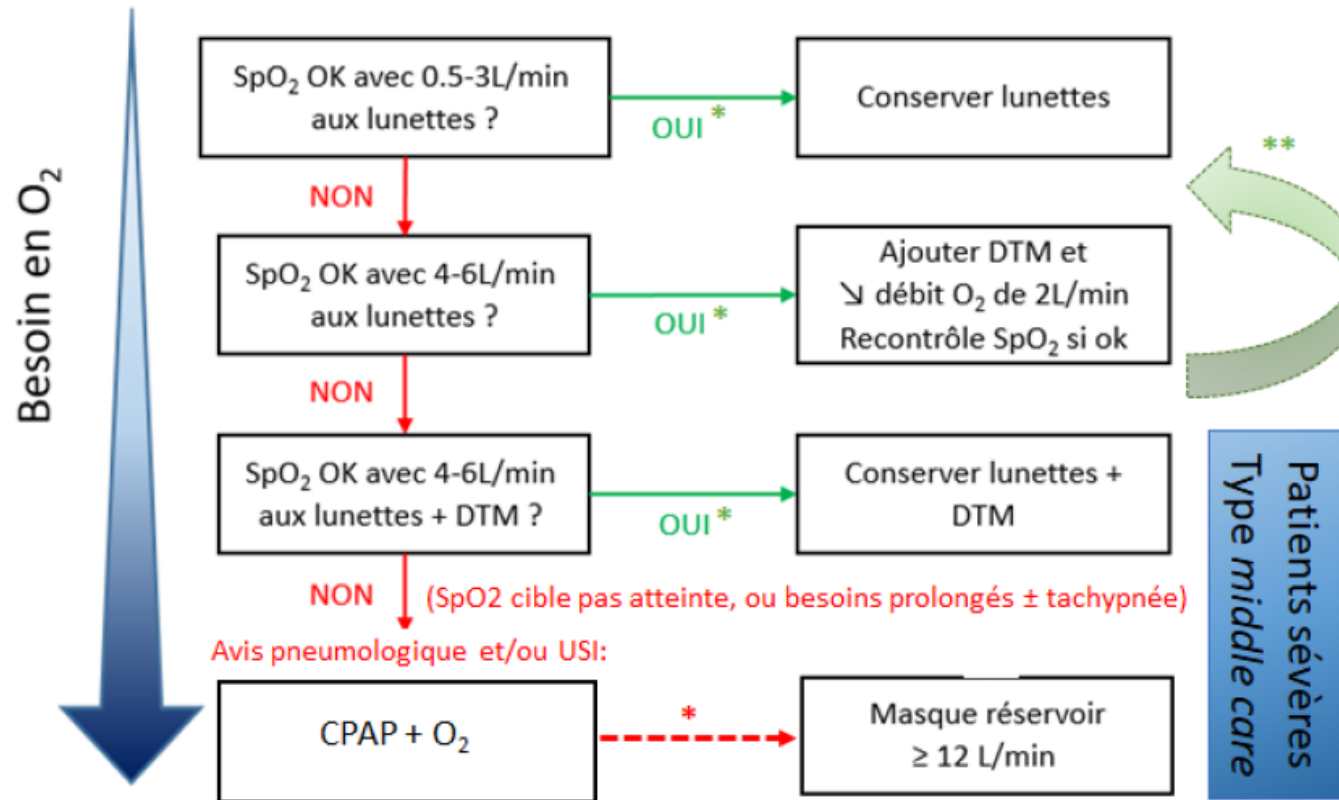 Besoin en O₂
SpO₂ OK avec 0.5-3L/min
aux lunettes ?
OUI *
Conserver lunettes
**
NON
SpO₂ OK avec 4-6L/min
aux lunettes ?
OUI *
Ajouter DTM et
↘ débit O₂ de 2L/min
Recontrôle SpO₂ si ok
NON
SpO₂ OK avec 4-6L/min
aux lunettes + DTM ?
OUI *
Conserver lunettes +
DTM
NON
(SpO2 cible pas atteinte, ou besoins prolongés ± tachypnée)
Avis pneumologique et/ou USI:
CPAP + O₂
*
Masque réservoir
≥ 12 L/min
Patients sévères
Type middle care